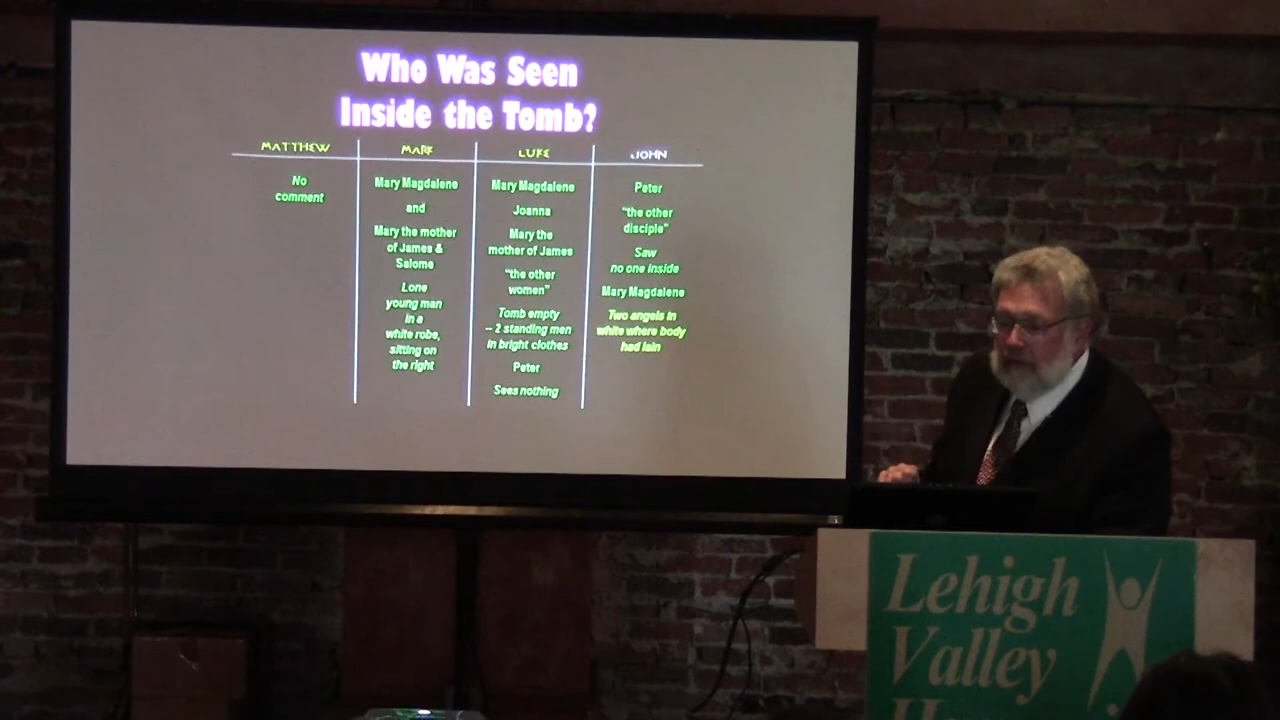 Who Was Seen
Inside the Tomb?
MATTHEW
No
comment
MARK
Mary Magdalene
and
Mary the mother
of James &
Salome
Lone
young man
in a
white robe,
sitting on
the right
LUKE
Mary Magdalene
Joanna
Mary the
mother of James
"the other
women"
Tomb empty
– 2 standing men
in bright clothes
Peter
Sees nothing
JOHN
Peter
"the other
disciple"
Saw
no one inside
Mary Magdalene
Two angels in
white where body
had lain
Lehigh
Valley